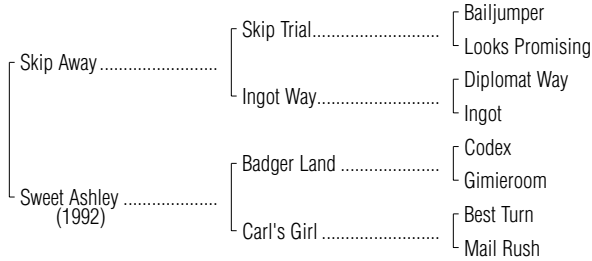 Bailjumper
Skip Trial
Looks Promising
Skip Away
Diplomat Way
Ingot Way
Ingot
Codex
Badger Land
Gimieroom
Sweet Ashley
(1992)
Best Turn
Carl's Girl
Mail Rush